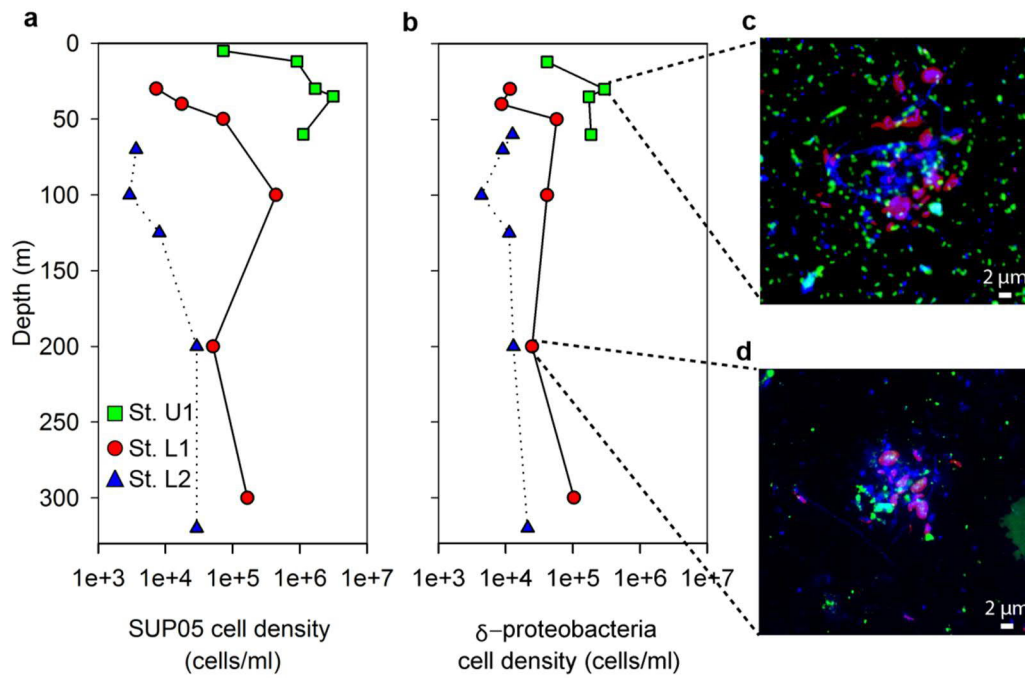 a
b
c
0
50
100
150
200
250
300
Depth (m)
St. U1
St. L1
St. L2
1e+3 1e+4 1e+5 1e+6 1e+7
SUP05 cell density
(cells/ml)
1e+4 1e+5 1e+6 1e+7
δ−proteobacteria
cell density (cells/ml)
2 µm
d
2 µm